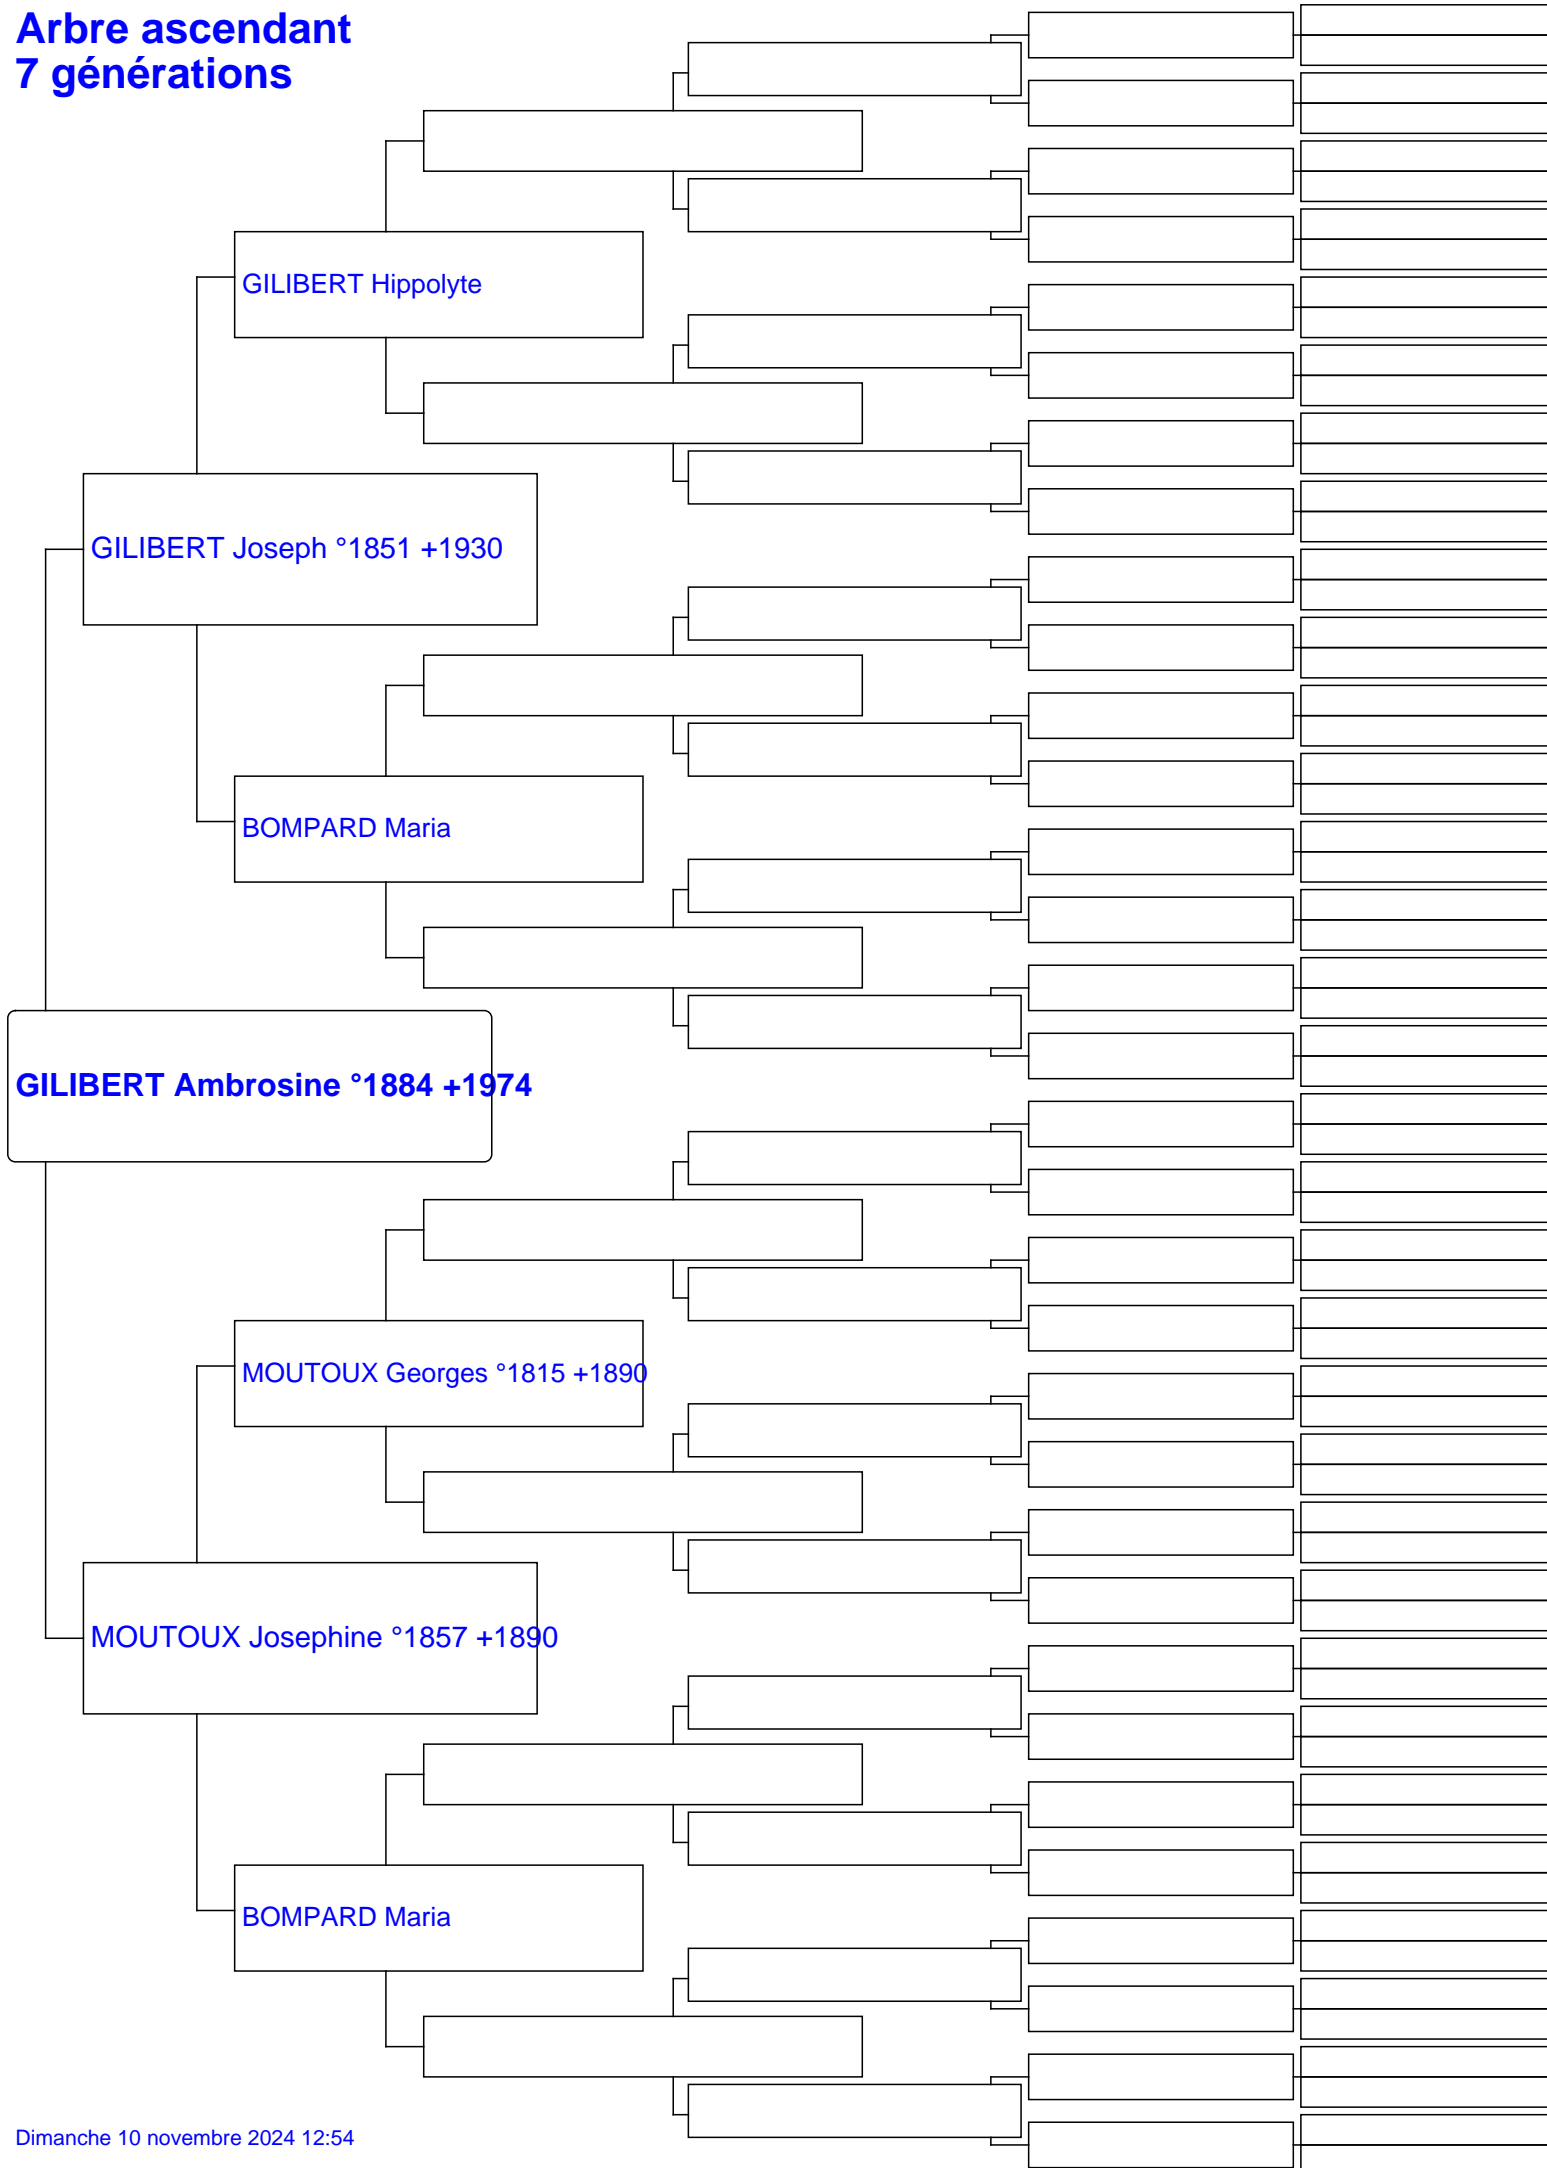 Arbre ascendant
7 générations
GILIBERT Hippolyte
GILIBERT Joseph °1851 +1930
BOMPARD Maria
GILIBERT Ambrosine °1884 +1974
MOUTOUX Georges °1815 +1890
MOUTOUX Josephine °1857 +1890
BOMPARD Maria
Dimanche 10 novembre 2024 12:54